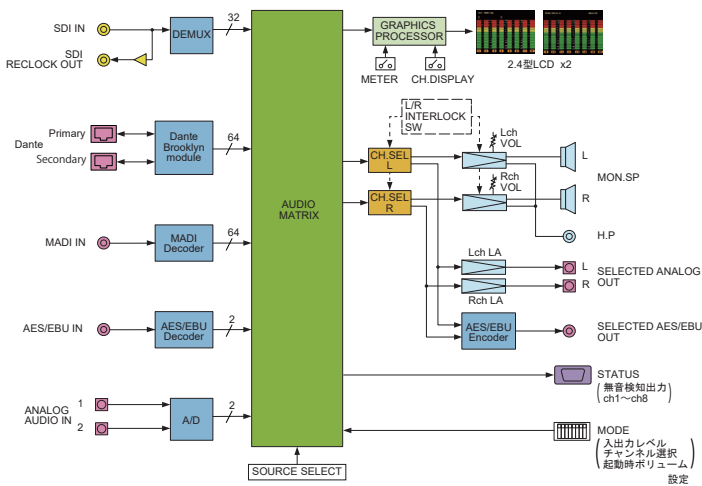 SDI IN
SDI
RECLOCK OUT
DEMUX
32
Primary
Dante
Secondary
Dante
Brooklyn
module
64
MADI IN
MADI
Decoder
64
AES/EBU IN
AES/EBU
Decoder
2
ANALOG
AUDIO IN
1
2
A/D
2
AUDIO
MATRIX
SOURCE SELECT
GRAPHICS
PROCESSOR
METER
CH.DISPLAY
2.4型LCD x2
L/R
INTERLOCK
SW
CH.SEL
L
CH.SEL
R
Lch
VOL
Rch
VOL
L
MON.SP
R
H.P
Lch LA
Rch LA
L
R
SELECTED ANALOG
OUT
AES/EBU
Encoder
SELECTED AES/EBU
OUT
STATUS
(無音検知出力
ch1～ch8)
MODE
(入出力レベル
チャンネル選択
起動時ボリューム)
設定